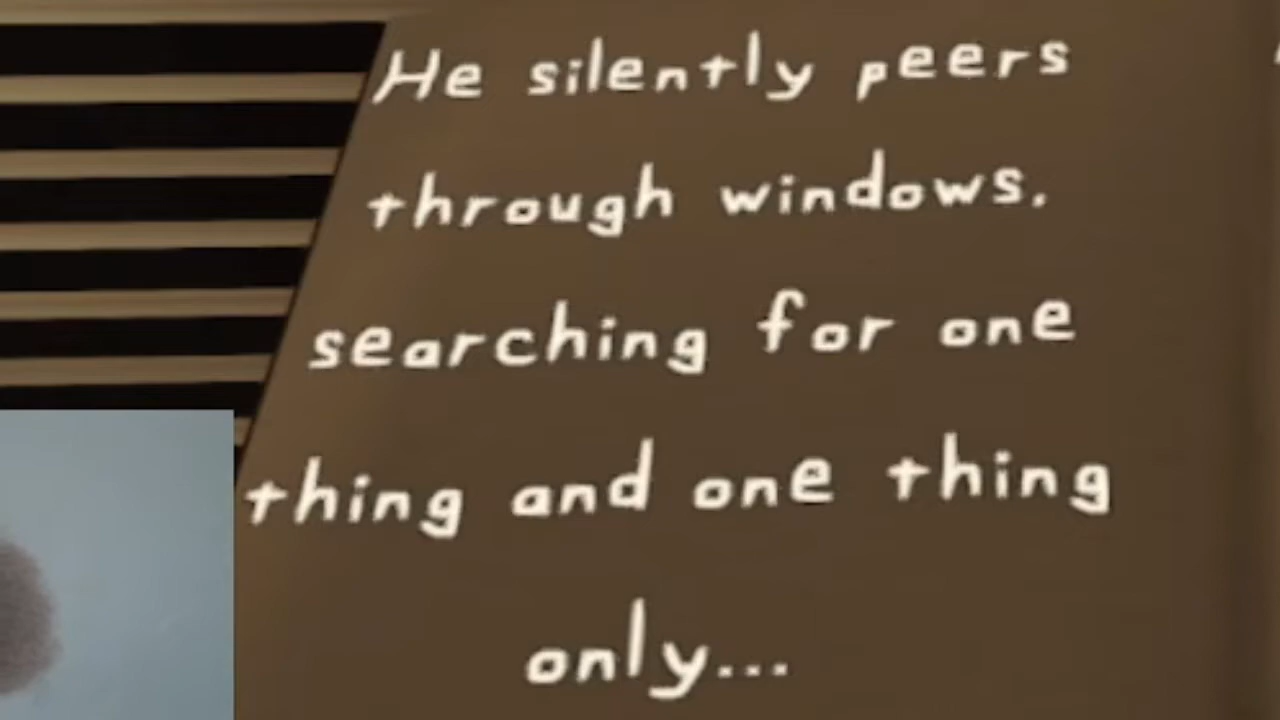 He silently peers
through windows.
searching for one
thing and one thing
only...